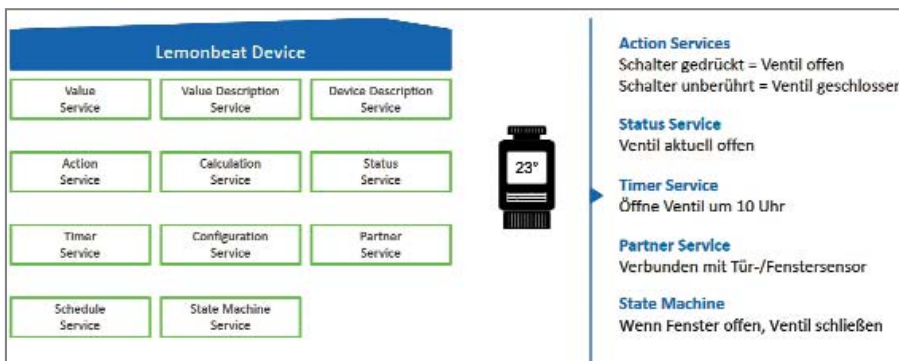 Lemonbeat Device
Value
Service
Value Description
Service
Device Description
Service
Action
Service
Calculation
Service
Status
Service
Timer
Service
Configuration
Service
Partner
Service
Schedule
Service
State Machine
Service
23°
Action Services
Schalter gedrückt = Ventil offen
Schalter unberührt = Ventil geschlossen
Status Service
Ventil aktuell offen
Timer Service
Öffne Ventil um 10 Uhr
Partner Service
Verbunden mit Tür-/Fenstersensor
State Machine
Wenn Fenster offen, Ventil schließen